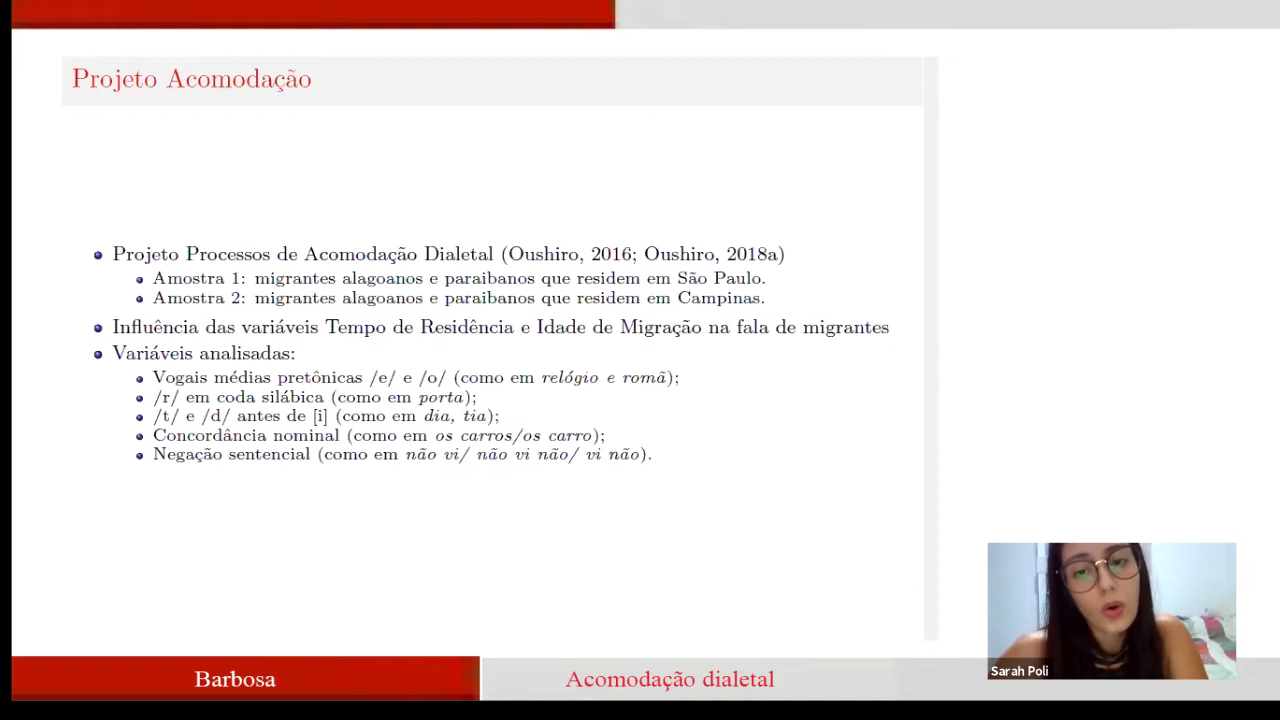 Projeto Acomodação
Projeto Processos de Acomodação Dialetal (Oushiro, 2016; Oushiro, 2018a)
Amostra 1: migrantes alagoanos e paraibanos que residem em São Paulo.
Amostra 2: migrantes alagoanos e paraibanos que residem em Campinas.
Influência das variáveis Tempo de Residência e Idade de Migração na fala de migrantes
Variáveis analisadas:
Vogais médias pretônicas /e/ e /o/ (como em relógio e romã);
/r/ em coda silábica (como em porta);
/t/ e /d/ antes de [i] (como em dia, tia);
Concordância nominal (como em os carros/os carro);
Negação sentencial (como em não vi/ não vi não/ vi não).
Sarah Poli
Barbosa
Acomodação dialetal